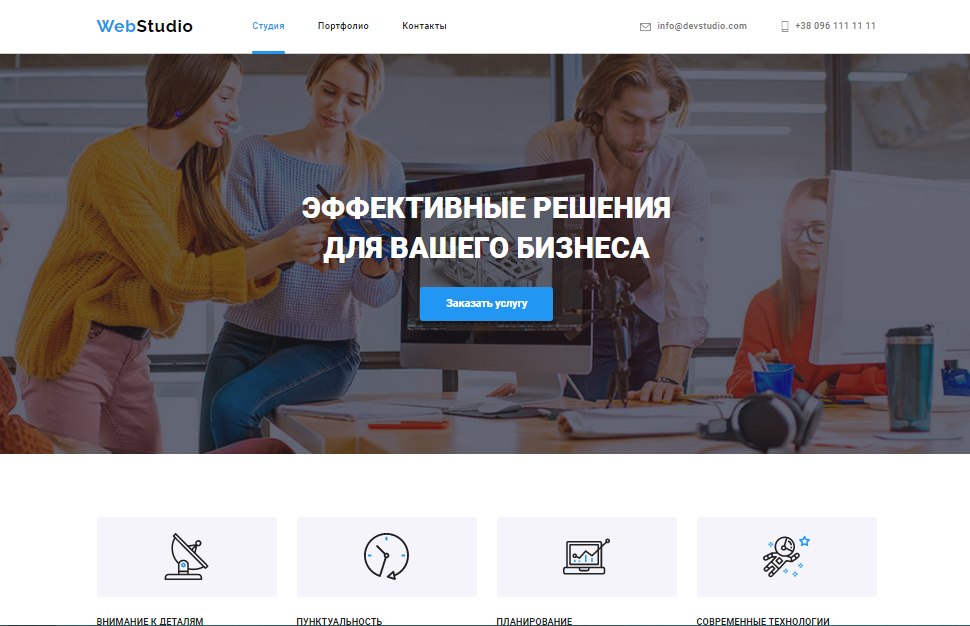 WebStudio
Студия
Портфолио
Контакты
info@devstudio.com
+38 096 111 11 11
ЭФФЕКТИВНЫЕ РЕШЕНИЯ
ДЛЯ ВАШЕГО БИЗНЕСА
Заказать услугу
ВНИМАНИЕ К ДЕТАЛЯМ
ПУНКТУАЛЬНОСТЬ
ПЛАНИРОВАНИЕ
СОВРЕМЕННЫЕ ТЕХНОЛОГИИ